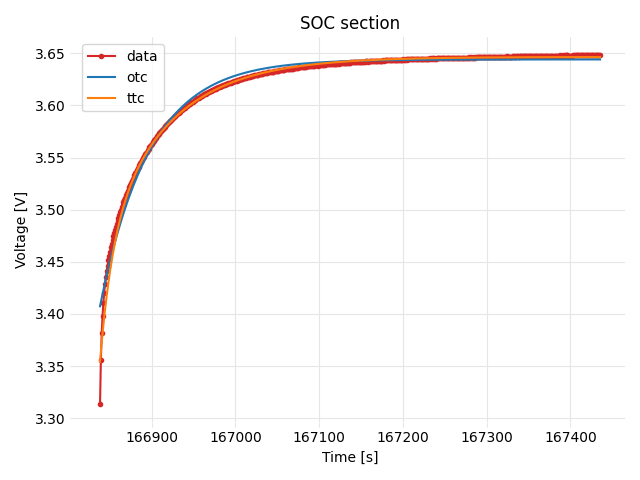 SOC section
data
otc
ttc
Voltage [V]
3.65
3.60
3.55
3.50
3.45
3.40
3.35
3.30
166900
167000
167100
167200
167300
167400
Time [s]